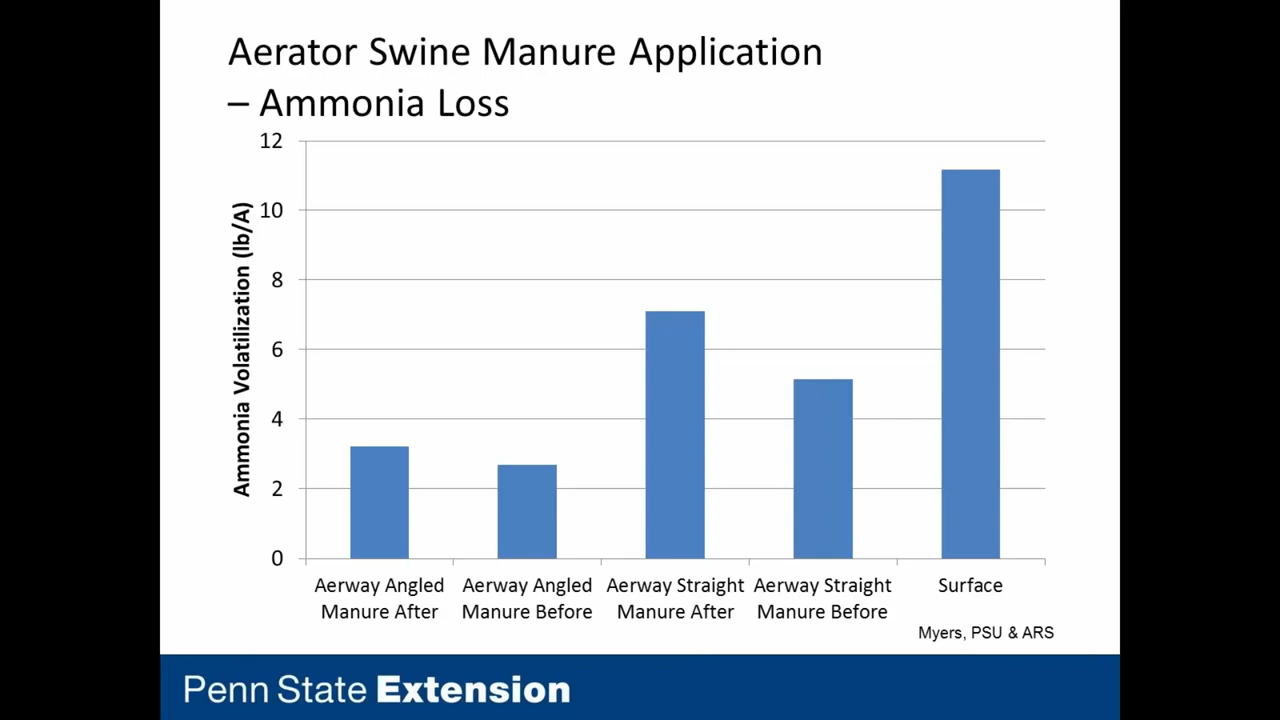 Aerator Swine Manure Application
– Ammonia Loss
Ammonia Volatilization (lb/A)
12
10
8
6
4
2
0
Aerway Angled
Manure After
Aerway Angled
Manure Before
Aerway Straight
Manure After
Aerway Straight
Manure Before
Surface
Myers, PSU & ARS
Penn State Extension